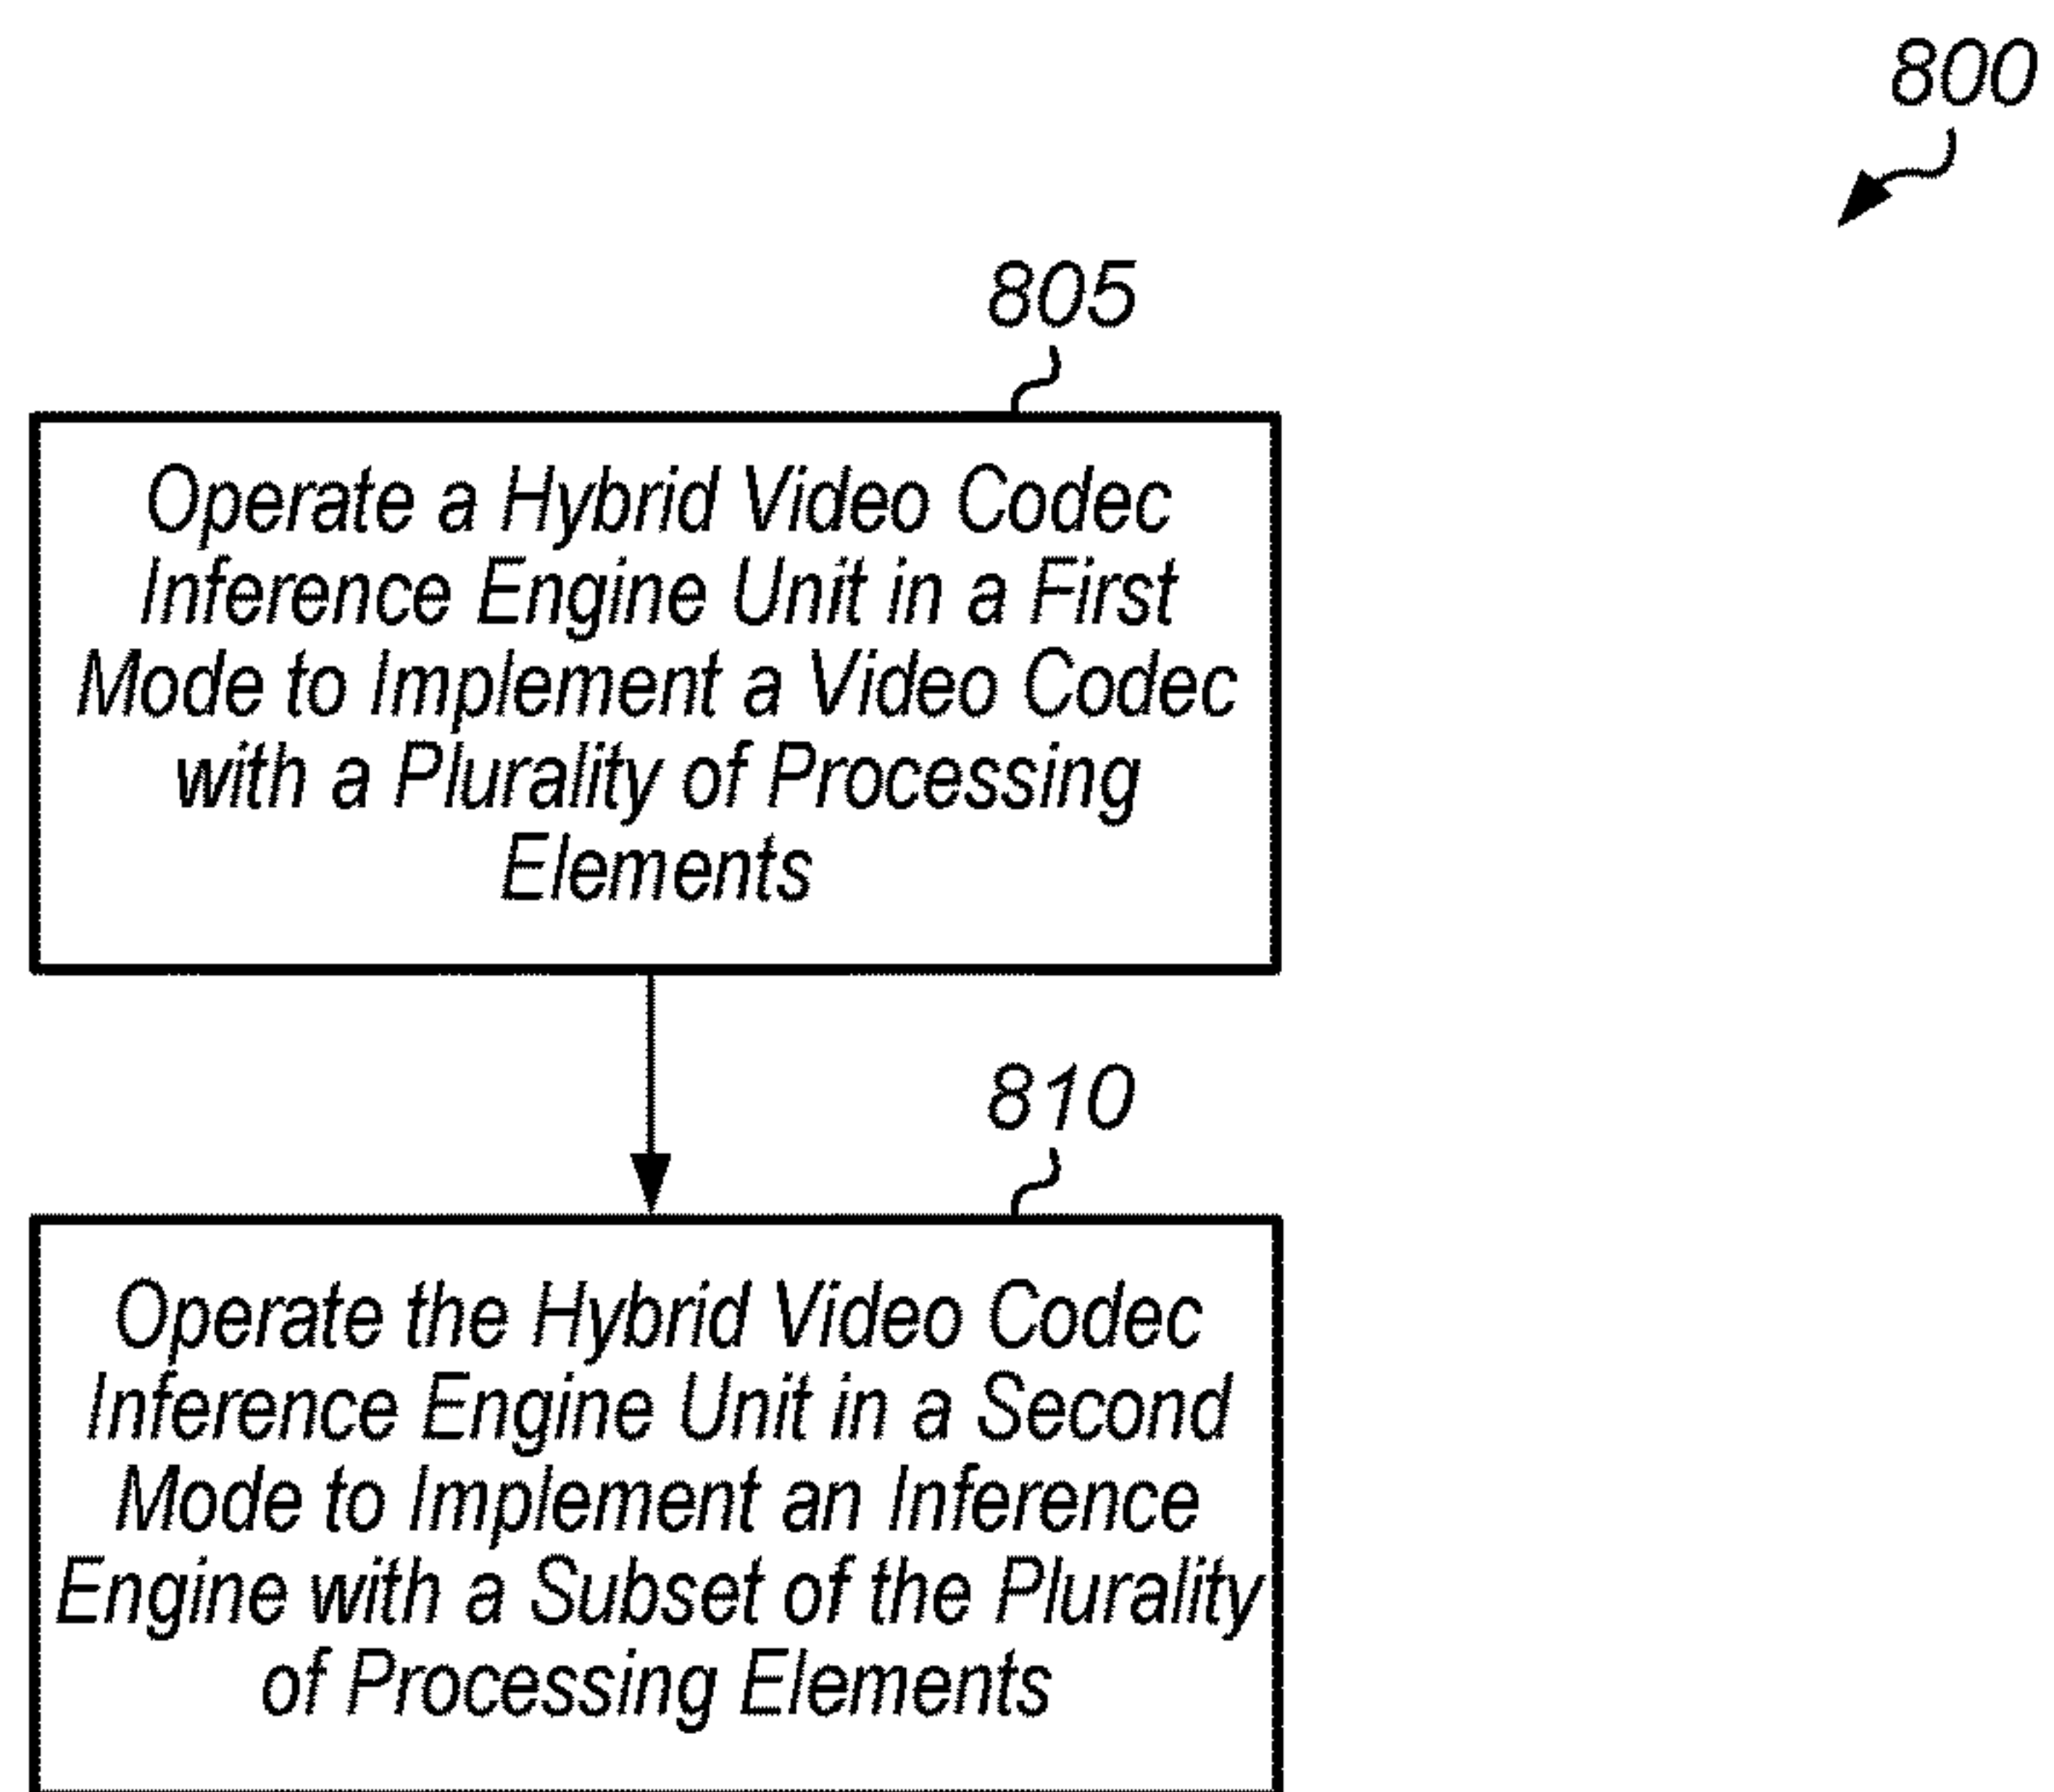 800
805
Operate a Hybrid Video Codec
Inference Engine Unit in a First
Mode to Implement a Video Codec
with a Plurality of Processing
Elements
810
Operate the Hybrid Video Codec
Inference Engine Unit in a Second
Mode to Implement an Inference
Engine with a Subset of the Plurality
of Processing Elements